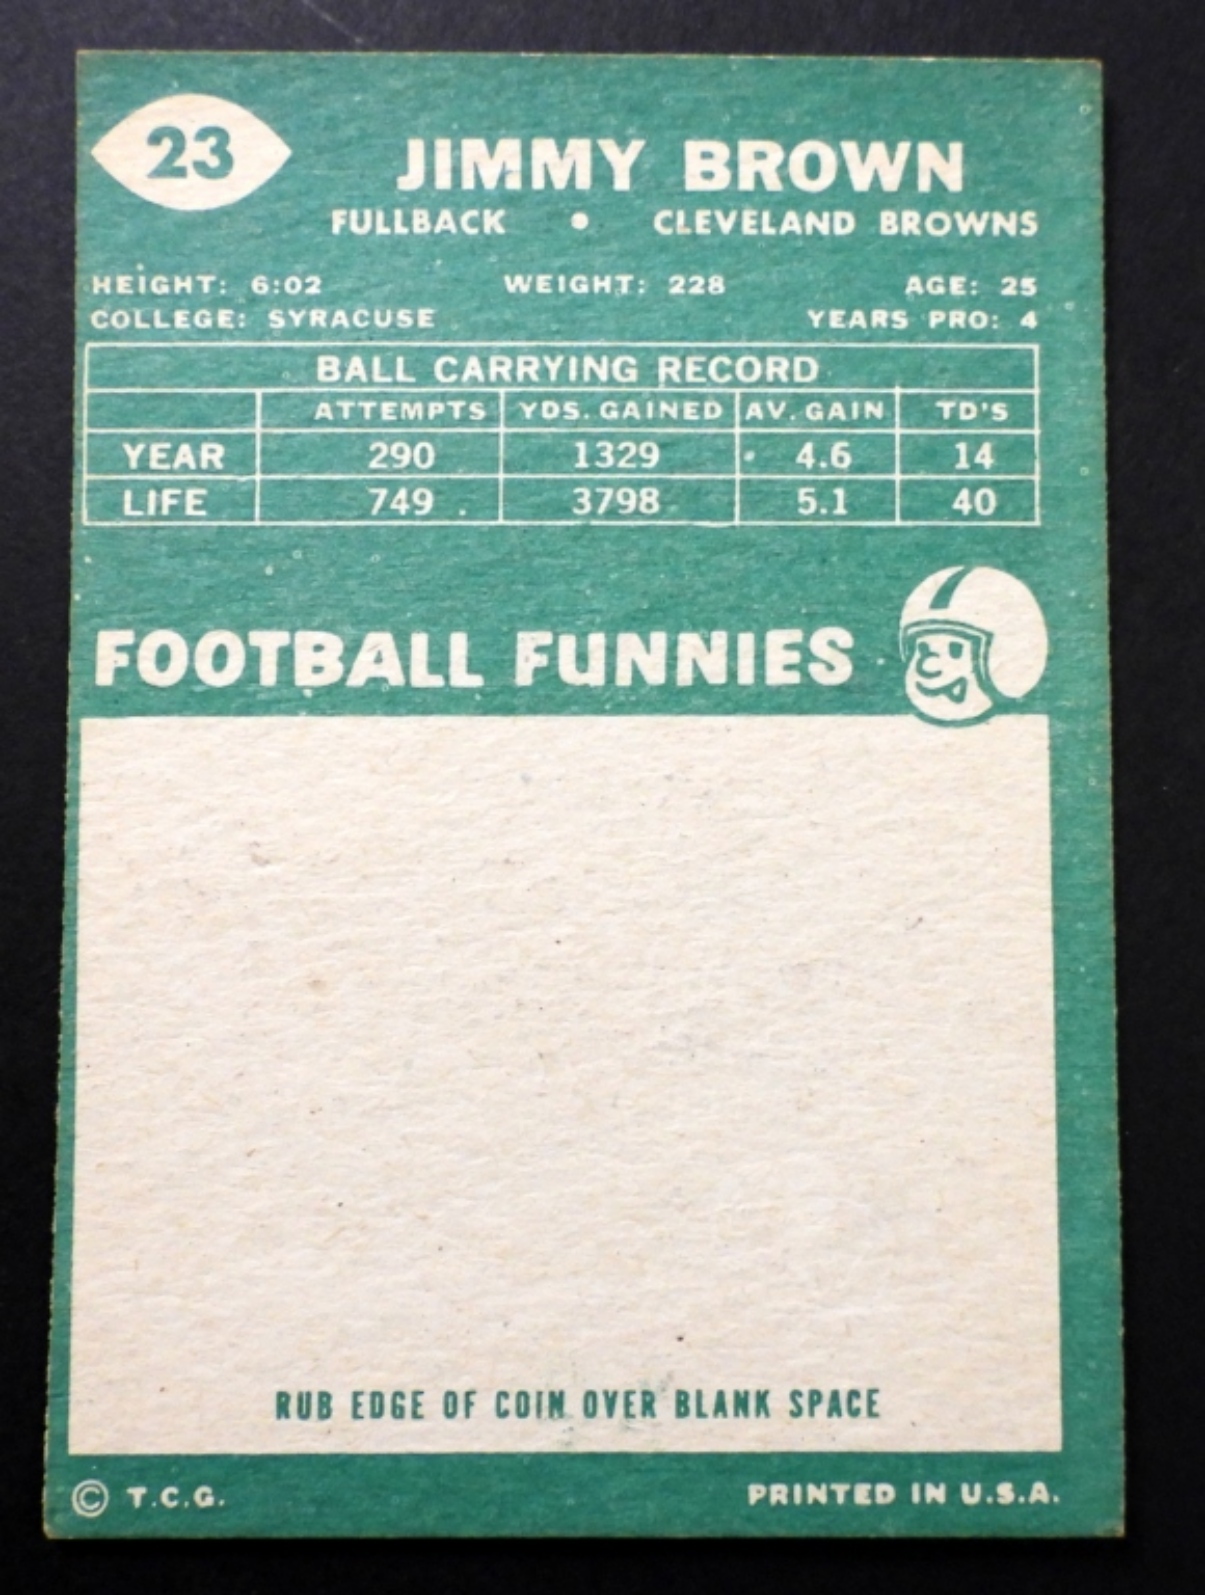 23
JIMMY BROWN
FULLBACK • CLEVELAND BROWNS
HEIGHT: 6:02 WEIGHT: 228 AGE: 25
COLLEGE: SYRACUSE YEARS PRO: 4
BALL CARRYING RECORD
ATTEMPTS YDS. GAINED AV. GAIN TD'S
YEAR 290 1329 4.6 14
LIFE 749 3798 5.1 40
FOOTBALL FUNNIES
RUB EDGE OF COIN OVER BLANK SPACE
© T.C.G. PRINTED IN U.S.A.